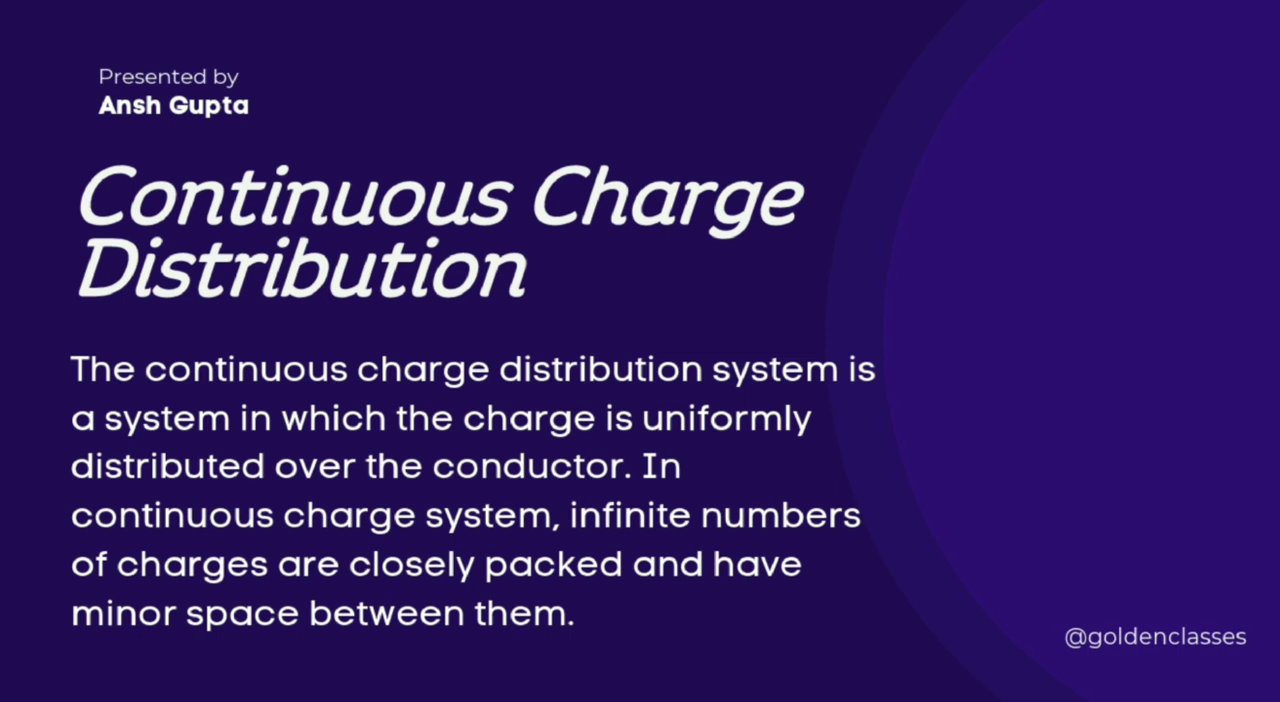 Presented by
Ansh Gupta
Continuous Charge
Distribution
The continuous charge distribution system is
a system in which the charge is uniformly
distributed over the conductor. In
continuous charge system, infinite numbers
of charges are closely packed and have
minor space between them.
@goldenclasses